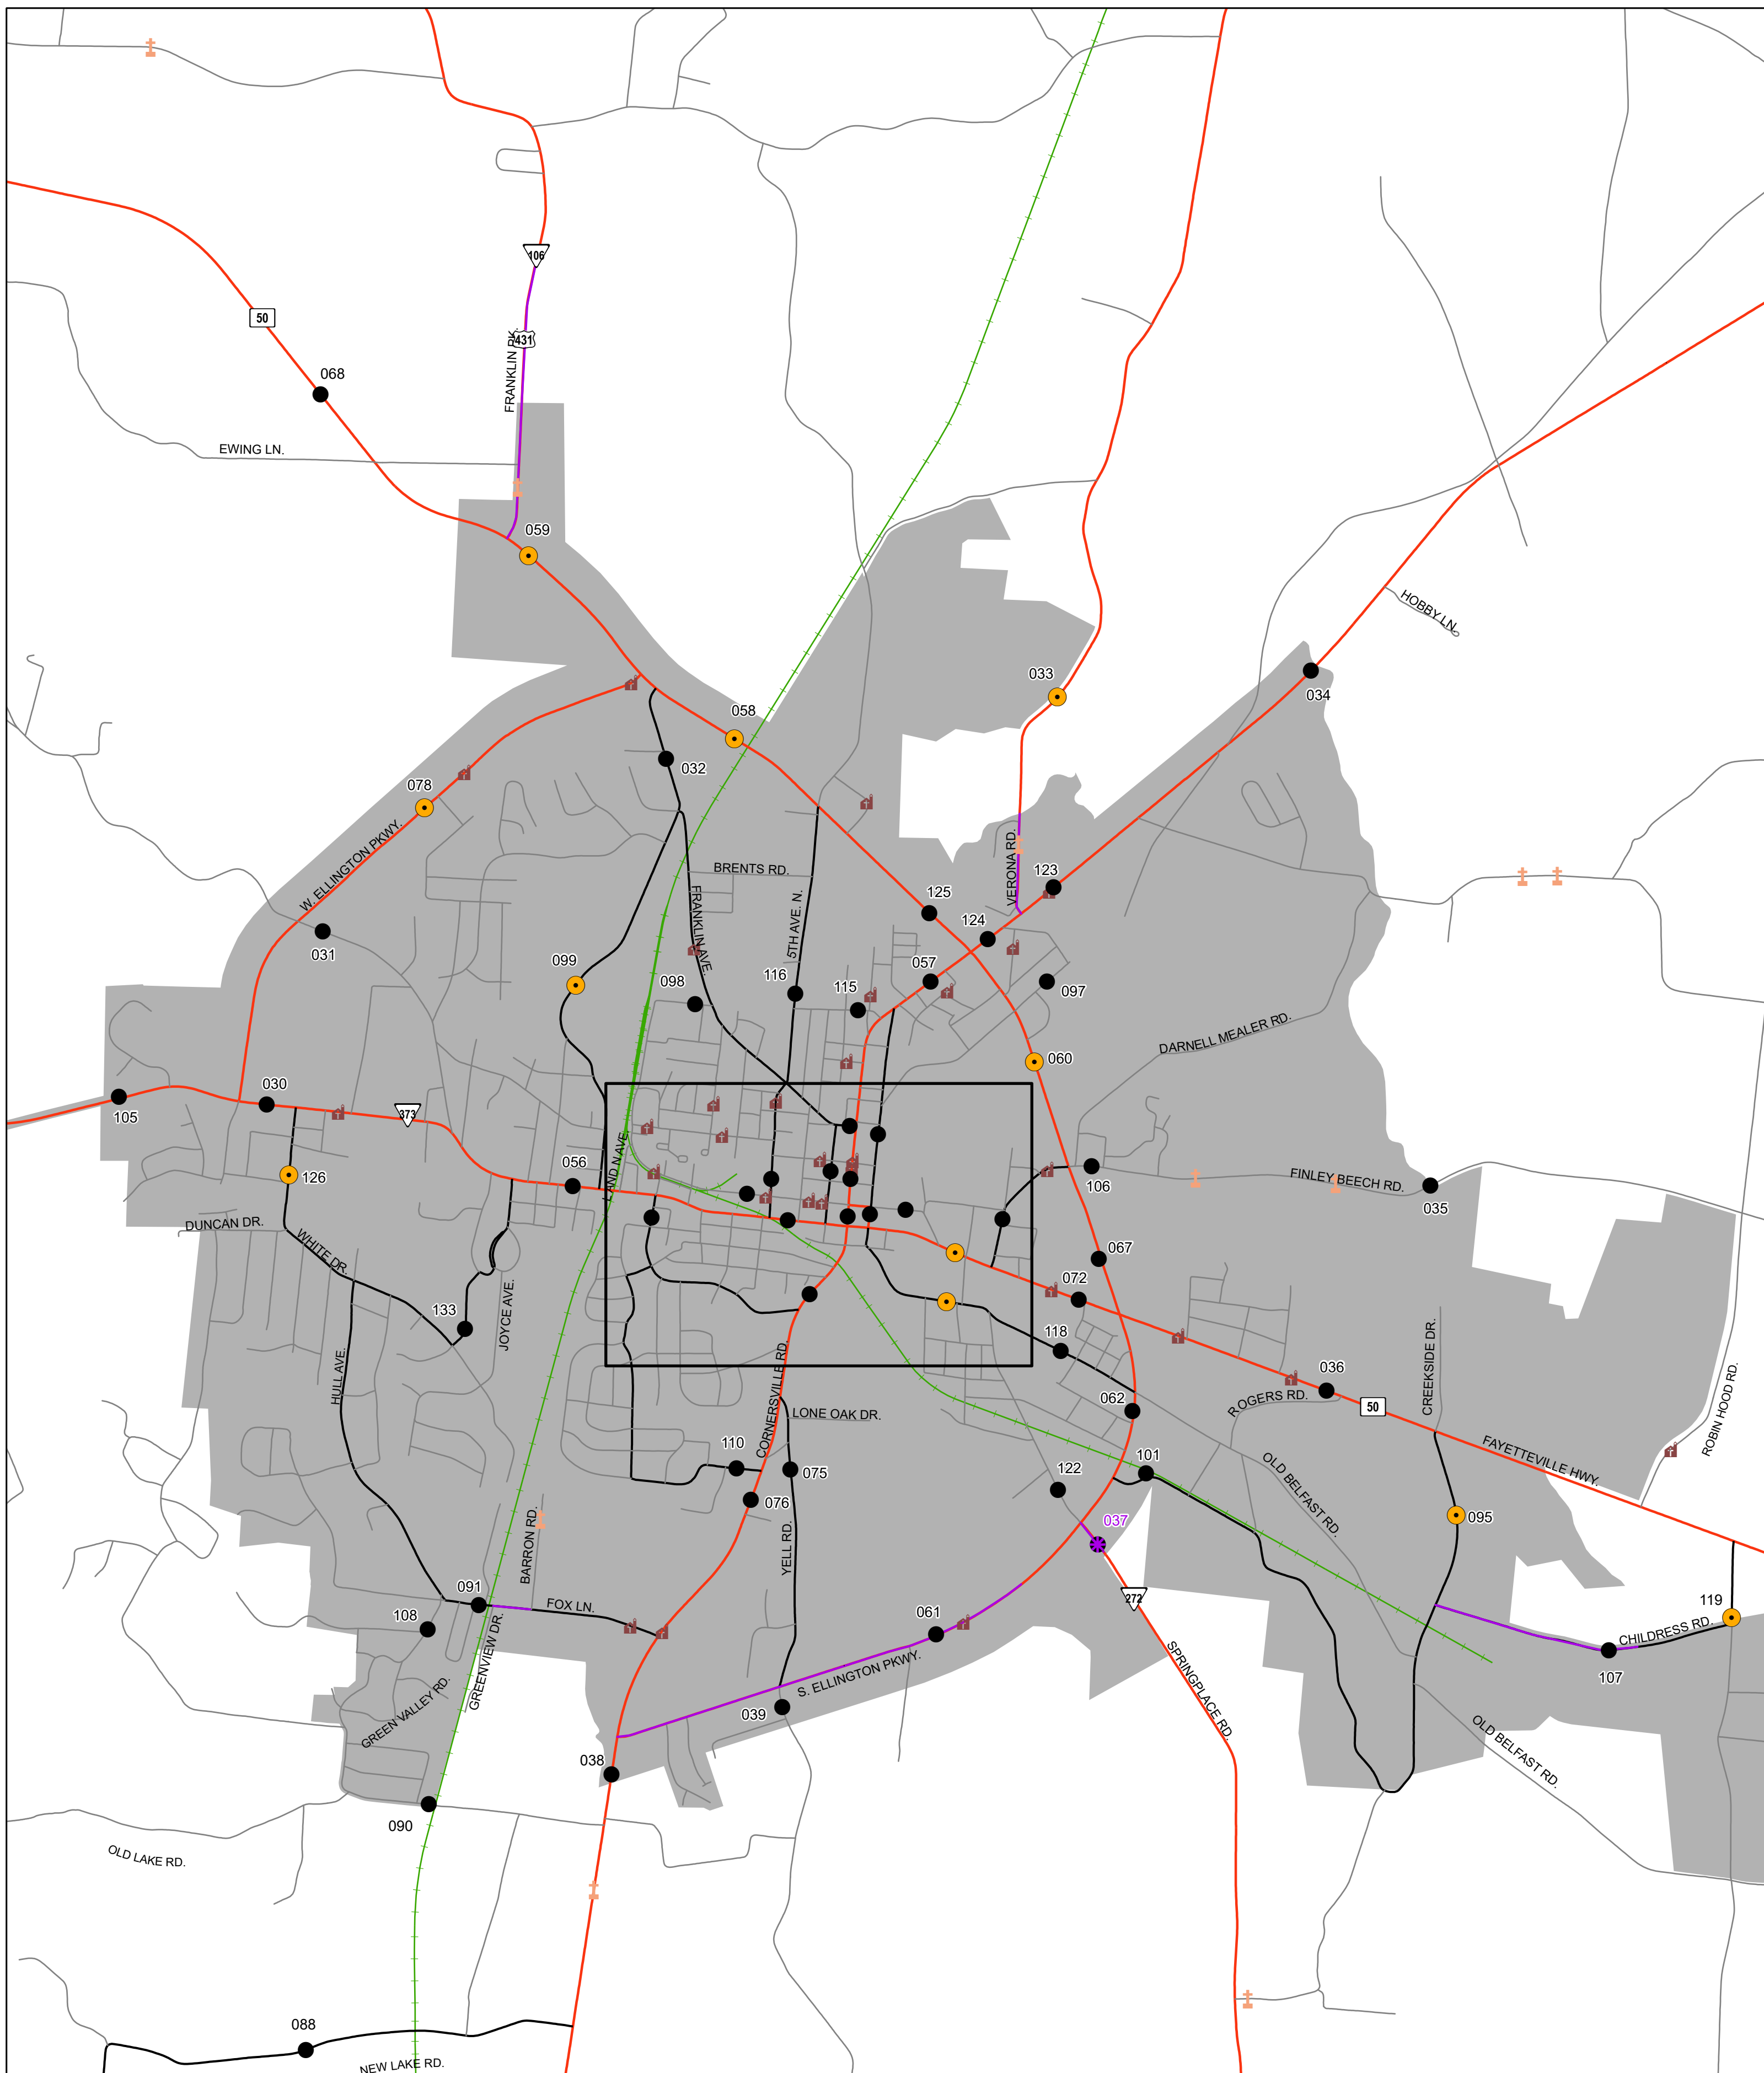 106
50
FRANKLIN PK.
431
068
EWING LN.
059
HOBBY LN.
033
034
058
032
078
W. ELLINGTON PKWY.
BRENTS RD.
VERONA RD.
123
125
FRANKLIN AVE.
5TH AVE. N.
124
031
057
099
098
116
115
097
DARNELL MEALER RD.
060
030
105
373
LAND N AVE.
056
106
FINLEY BEECH RD.
035
126
DUNCAN DR.
WHITE DR.
067
072
133
JOYCE AVE.
118
HULL AVE.
CORNERSVILLE RD.
036
CREEKSIDE DR.
ROBIN HOOD RD.
062
R OGERS RD.
50
LONE OAK DR.
FAYETTEVILLE HWY.
110
075
101
122
OLD BELFAST RD.
076
037
095
BARRON RD.
YELL RD.
091
FOX LN.
272
119
108
061
CHILDRESS RD.
GREENVIEW DR.
S. ELLINGTON PKWY.
SPRINGPLACE RD.
107
GREEN VALLEY RD.
039
038
OLD BELFAST RD.
090
OLD LAKE RD.
088
NEW LAKE RD.